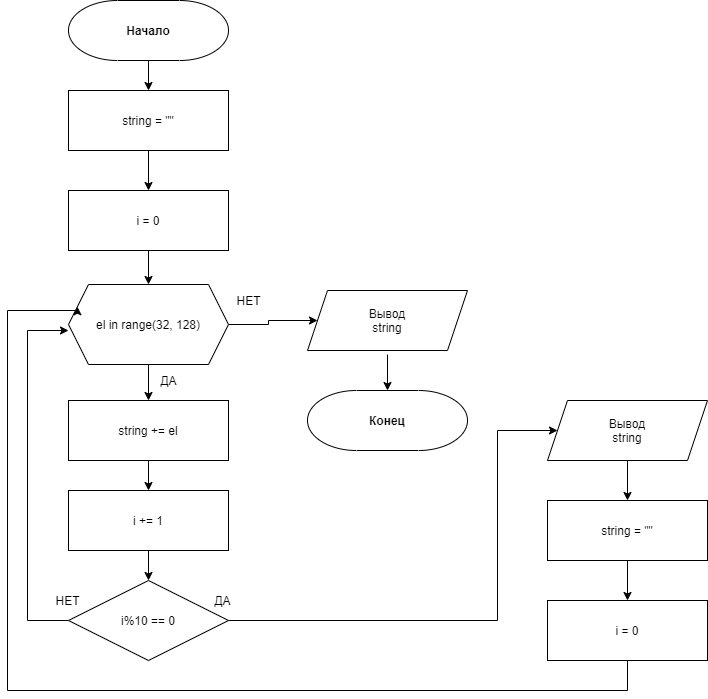 Начало
string = ""
i = 0
el in range(32, 128)
НЕТ
Вывод
string
Конец
ДА
string += el
i += 1
i%10 == 0
НЕТ
ДА
Вывод
string
string = ""
i = 0